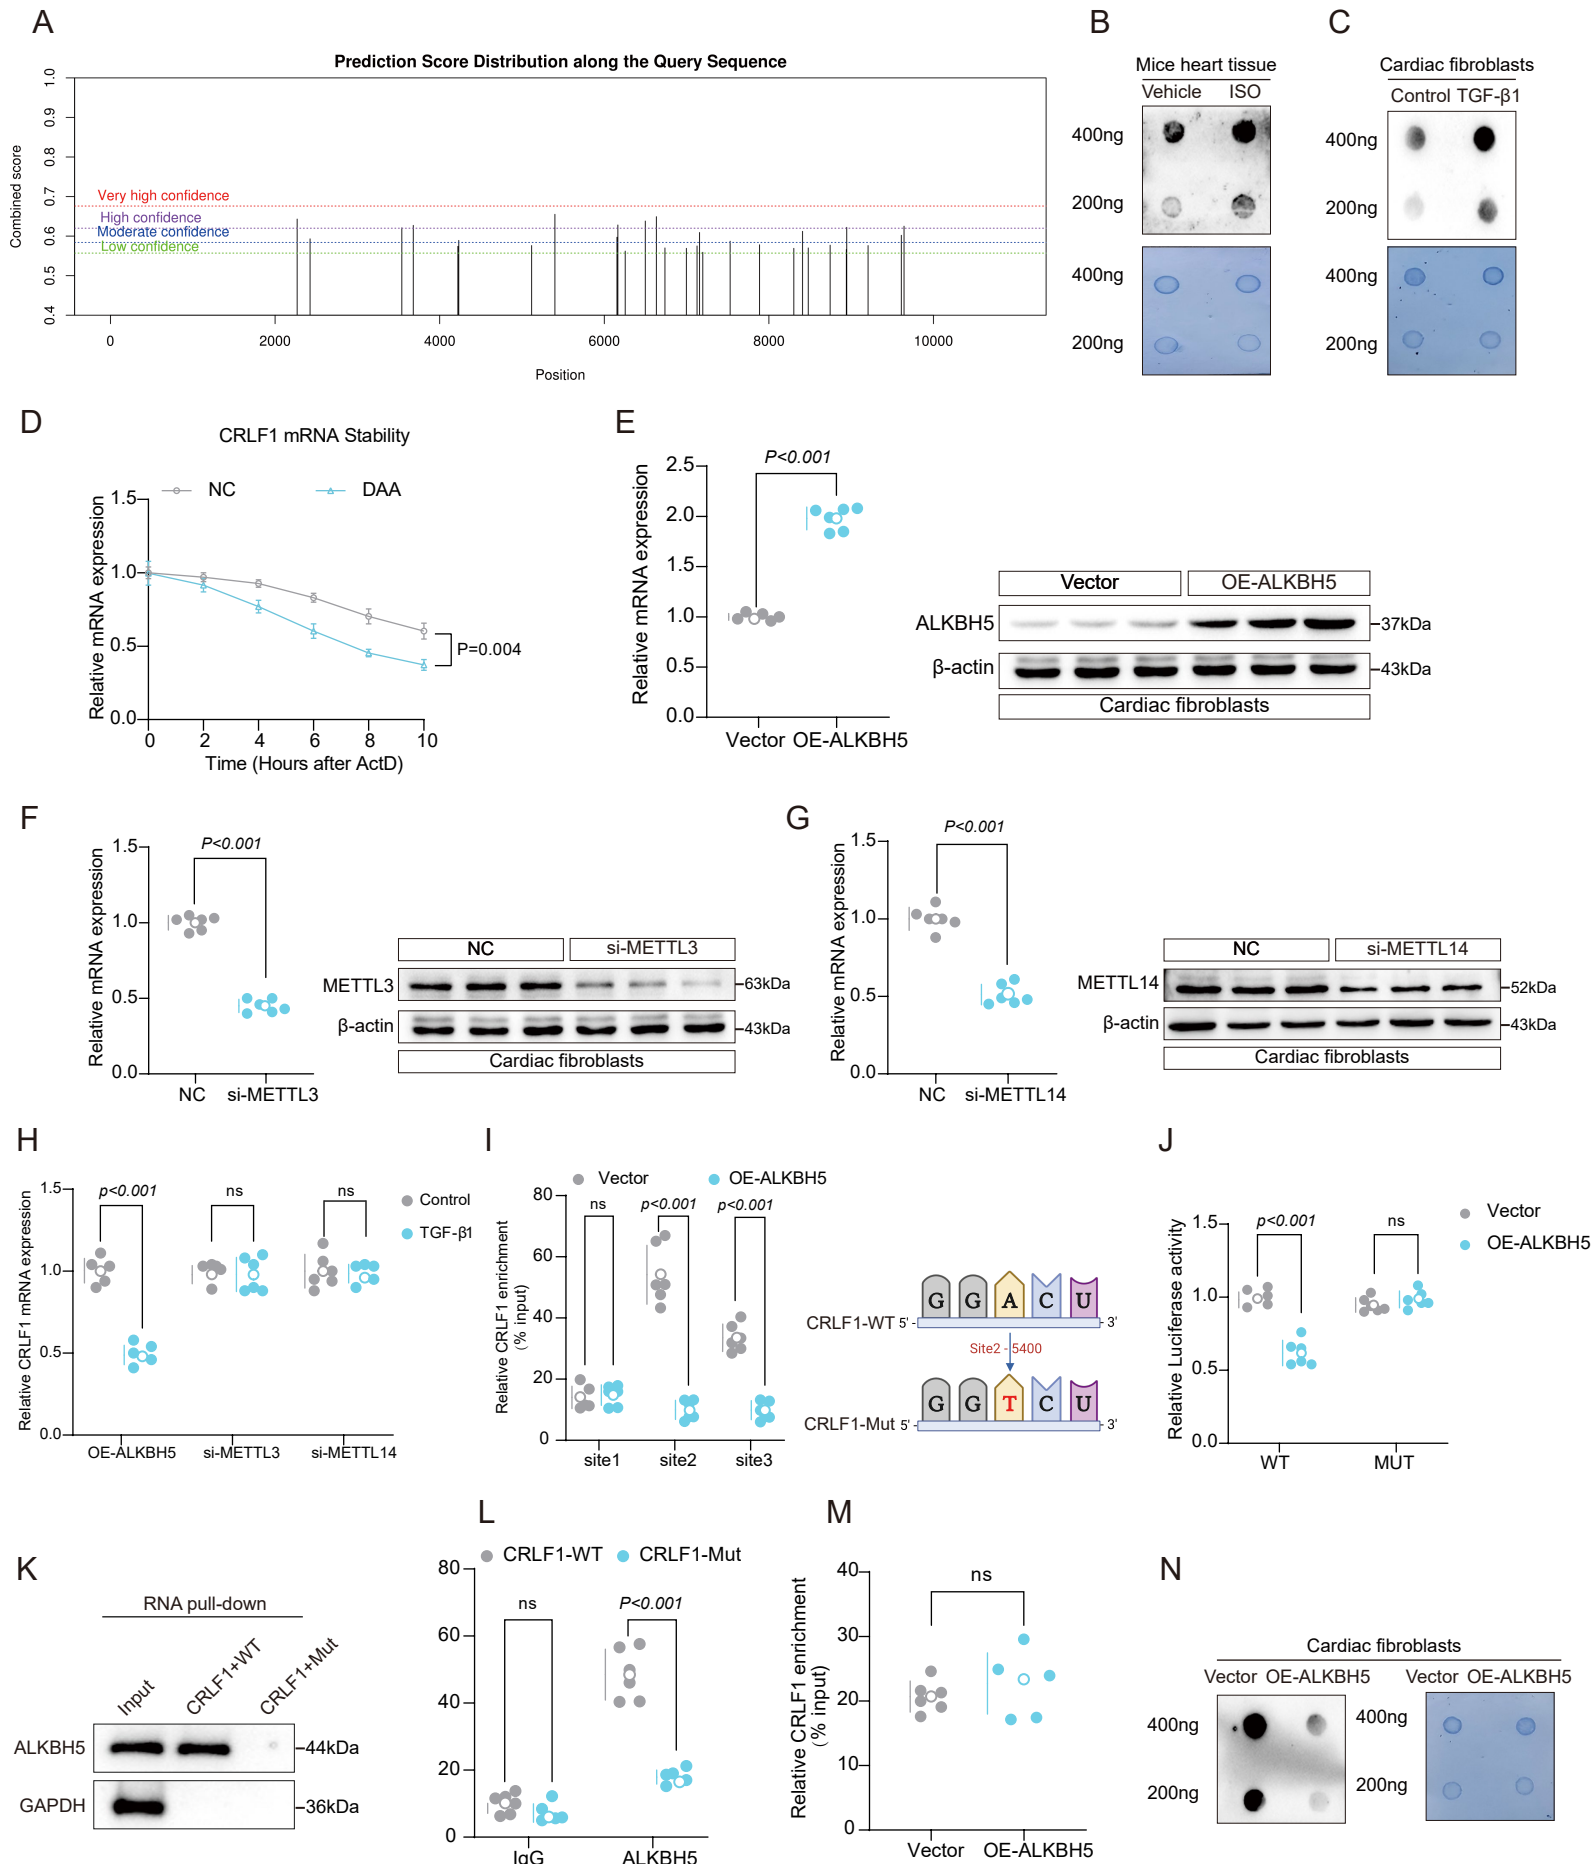 A
Prediction Score Distribution along the Query Sequence
Combined score
1.0
0.9
0.8
0.7
0.6
0.5
0.4
Very high confidence
High confidence
Moderate confidence
Low confidence
0
2000
4000
6000
8000
10000
Position
B
Mice heart tissue
Vehicle ISO
400ng
200ng
400ng
200ng
C
Cardiac fibroblasts
Control TGF-β1
400ng
200ng
400ng
200ng
D
CRLF1 mRNA Stability
NC DAA
Relative mRNA expression
1.5
1.0
0.5
0.0
P=0.004
0 2 4 6 8 10
Time (Hours after ActD)
E
Relative mRNA expression
2.5
2.0
1.5
1.0
0.5
0.0
P<0.001
Vector OE-ALKBH5
Vector OE-ALKBH5
ALKBH5 37kDa
β-actin 43kDa
Cardiac fibroblasts
F
Relative mRNA expression
1.5
1.0
0.5
0.0
P<0.001
NC si-METTL3
NC si-METTL3
METTL3 63kDa
β-actin 43kDa
Cardiac fibroblasts
G
Relative mRNA expression
1.5
1.0
0.5
0.0
P<0.001
NC si-METTL14
NC si-METTL14
METTL14 52kDa
β-actin 43kDa
Cardiac fibroblasts
H
Relative CRLF1 mRNA expression
1.5
1.0
0.5
0.0
p<0.001 ns ns
Control
TGF-β1
OE-ALKBH5 si-METTL3 si-METTL14
I
Vector OE-ALKBH5
Relative CRLF1 enrichment
(% input)
80
60
40
20
0
ns p<0.001 p<0.001
site1 site2 site3
G G A C U
CRLF1-WT 5' - - 3'
Site2 - 5400
G G T C U
CRLF1-Mut 5' - - 3'
J
Relative Luciferase activity
1.5
1.0
0.5
0.0
p<0.001 ns
Vector
OE-ALKBH5
WT MUT
K
RNA pull-down
Input CRLF1+WT CRLF1+Mut
ALKBH5 44kDa
GAPDH 36kDa
L
CRLF1-WT CRLF1-Mut
80
60
40
20
0
ns P<0.001
IgG ALKBH5
M
Relative CRLF1 enrichment
(% input)
40
30
20
10
0
ns
Vector OE-ALKBH5
N
Cardiac fibroblasts
Vector OE-ALKBH5 Vector OE-ALKBH5
400ng 400ng
200ng 200ng